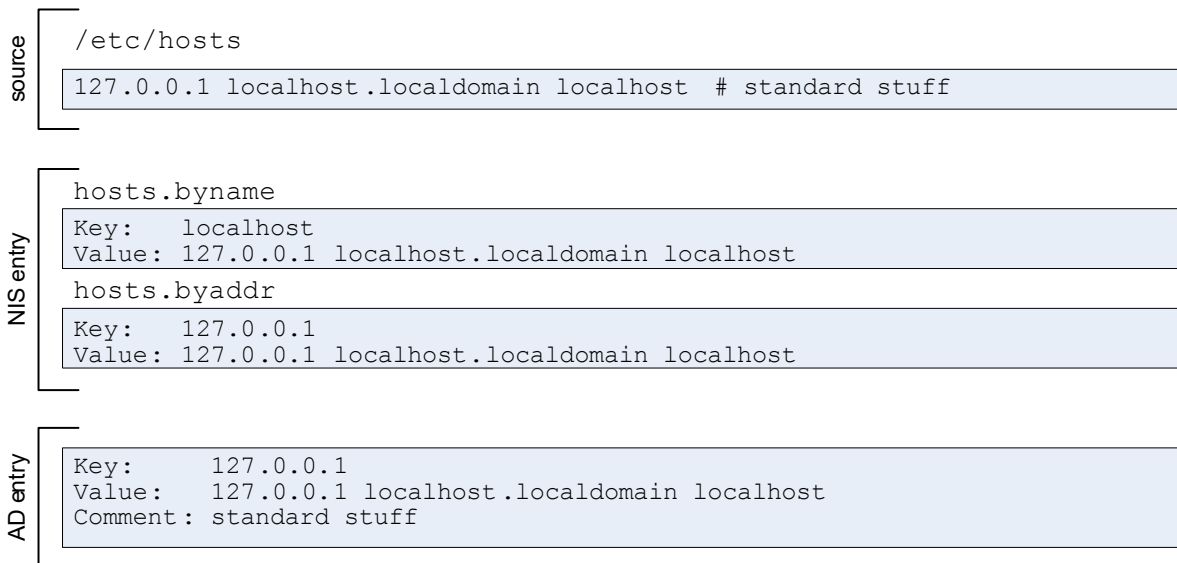 source
/etc/hosts
127.0.0.1 localhost.localdomain localhost # standard stuff
NIS entry
hosts.byname
Key: localhost
Value: 127.0.0.1 localhost.localdomain localhost
hosts.byaddr
Key: 127.0.0.1
Value: 127.0.0.1 localhost.localdomain localhost
AD entry
Key: 127.0.0.1
Value: 127.0.0.1 localhost.localdomain localhost
Comment: standard stuff